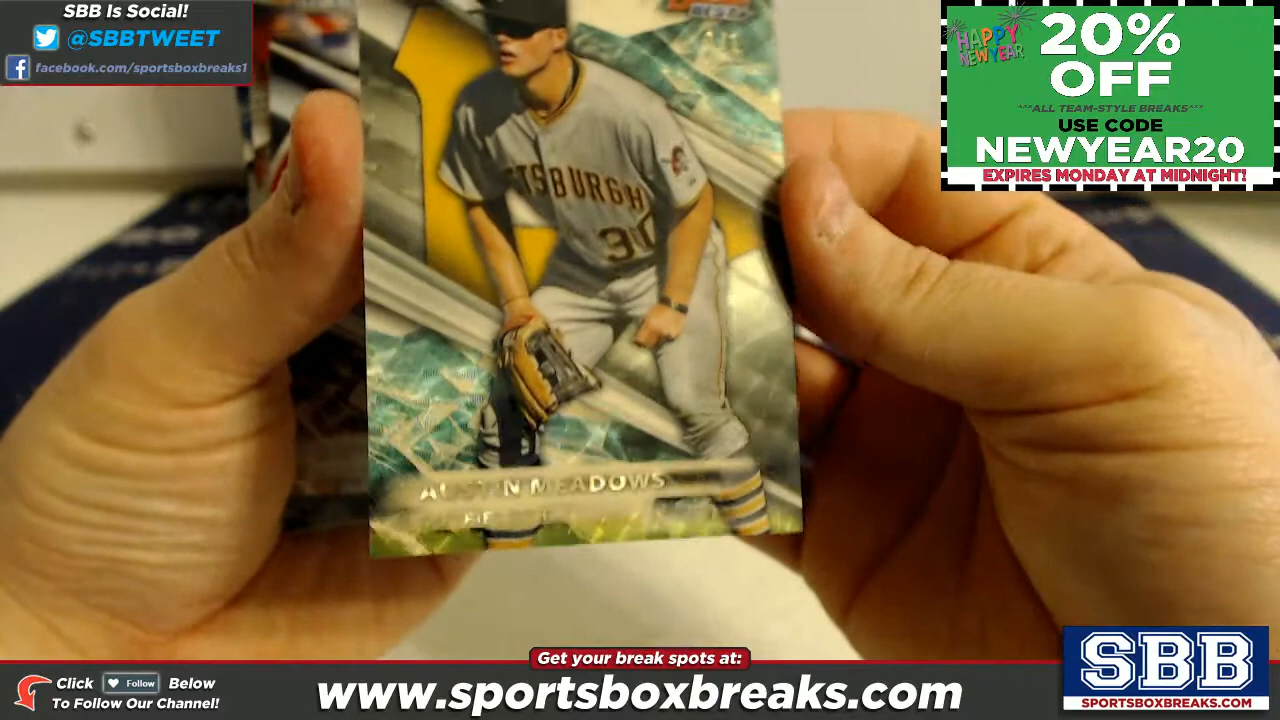 SBB Is Social!
@SBBTWEET
facebook.com/sportsboxbreaks1
HAPPY
NEW YEAR
20%
OFF
***ALL TEAM-STYLE BREAKS***
USE CODE
NEWYEAR20
EXPIRES MONDAY AT MIDNIGHT!
TSBURGH
30
AUSTIN MEADOWS
Get your break spots at:
Click Follow Below
To Follow Our Channel!
www.sportsboxbreaks.com
SBB
SPORTSBOXBREAKS.COM